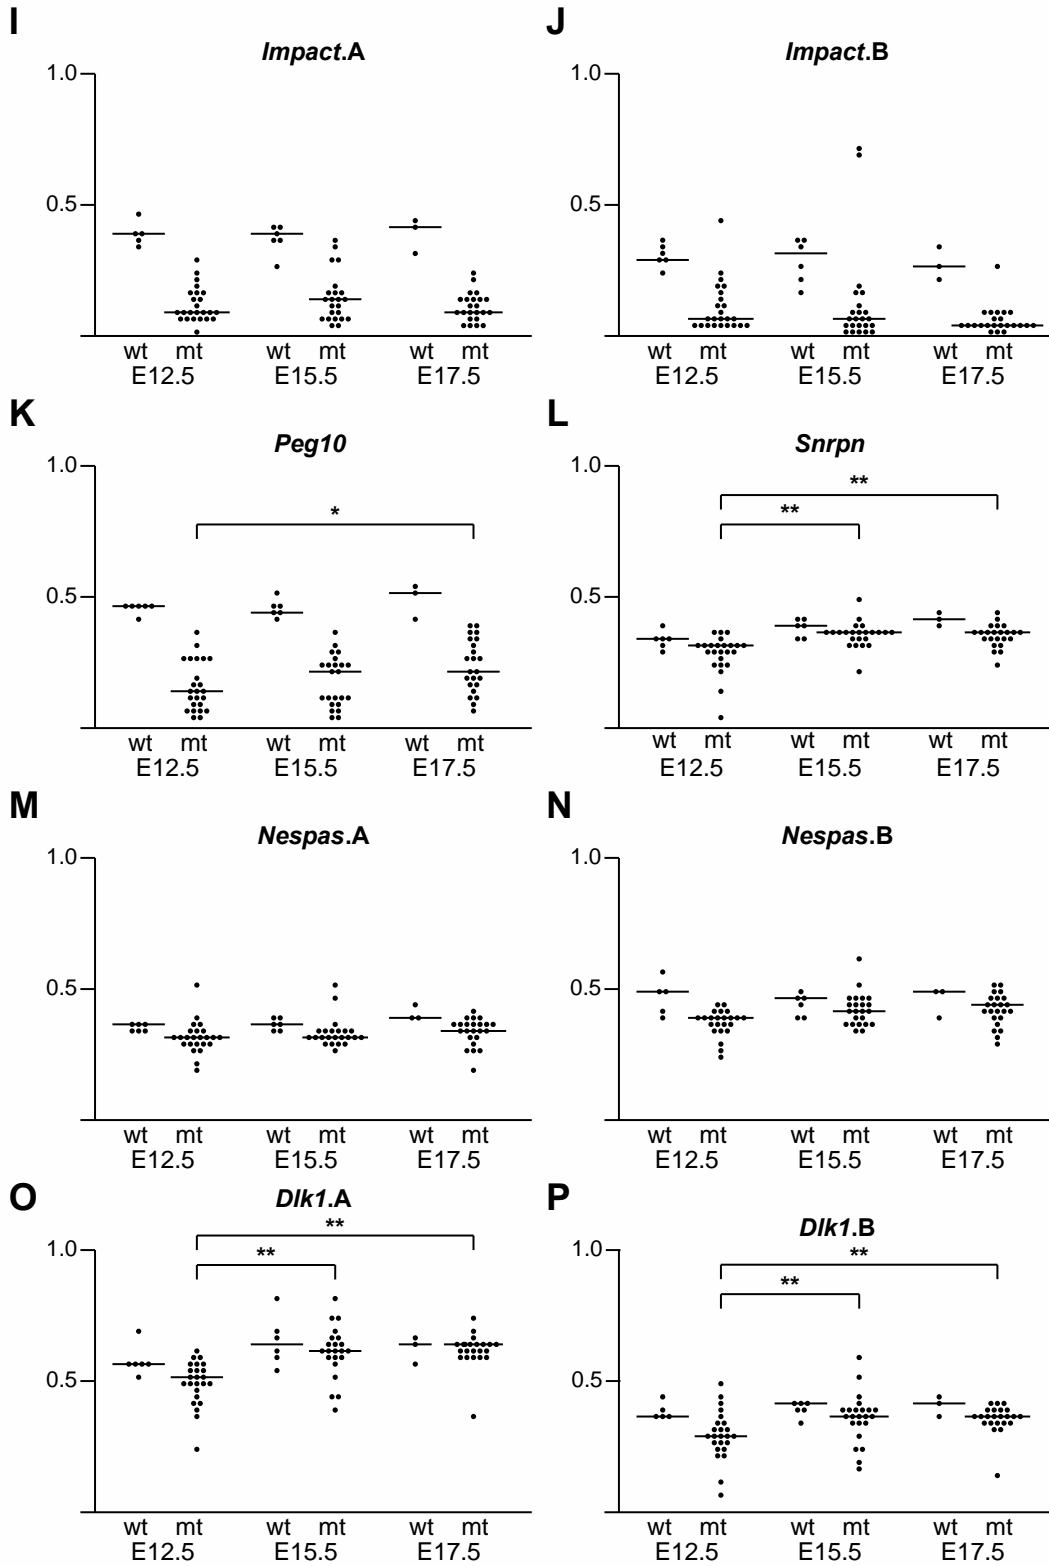 I J
Impact.A Impact.B
1.0 1.0
0.5 0.5
wt mt wt mt wt mt wt mt wt mt wt mt
E12.5 E15.5 E17.5 E12.5 E15.5 E17.5
K L
Peg10 Snrpn
1.0 1.0
**
* **
0.5 0.5
wt mt wt mt wt mt wt mt wt mt wt mt
E12.5 E15.5 E17.5 E12.5 E15.5 E17.5
M N
Nespas.A Nespas.B
1.0 1.0
0.5 0.5
wt mt wt mt wt mt wt mt wt mt wt mt
E12.5 E15.5 E17.5 E12.5 E15.5 E17.5
O P
Dlk1.A Dlk1.B
** **
1.0 1.0
** **
0.5 0.5
wt mt wt mt wt mt wt mt wt mt wt mt
E12.5 E15.5 E17.5 E12.5 E15.5 E17.5